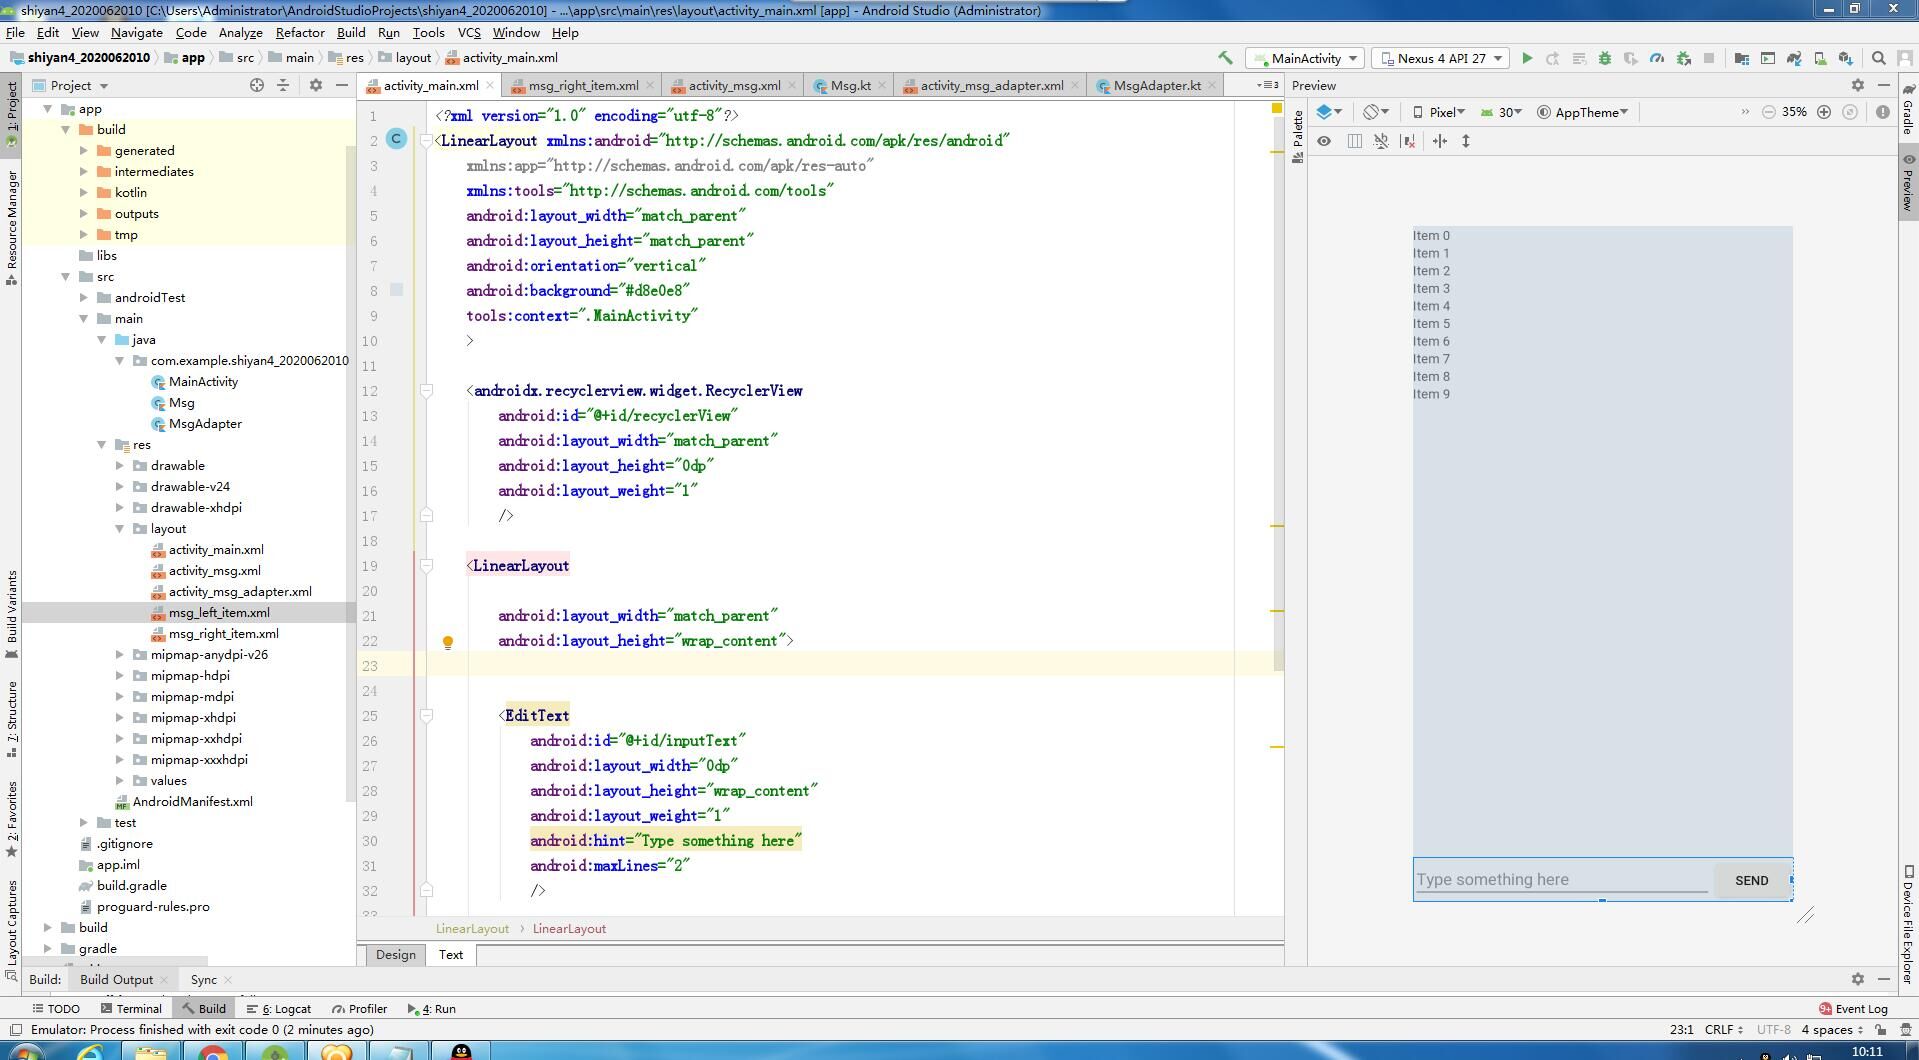 shiyan4_2020062010 [C:\Users\Administrator\AndroidStudioProjects\shiyan4_2020062010] - ...\app\src\main\res\layout\activity_main.xml [app] - Android Studio (Administrator)
File Edit View Navigate Code Analyze Refactor Build Run Tools VCS Window Help
shiyan4_2020062010 app src main res layout activity_main.xml MainActivity Nexus 4 API 27
1: Project
Resource Manager
Build Variants
7: Structure
2: Favorites
Layout Captures
Project
app
build
generated
intermediates
kotlin
outputs
tmp
libs
src
androidTest
main
java
com.example.shiyan4_2020062010
MainActivity
Msg
MsgAdapter
res
drawable
drawable-v24
drawable-xhdpi
layout
activity_main.xml
activity_msg.xml
activity_msg_adapter.xml
msg_left_item.xml
msg_right_item.xml
mipmap-anydpi-v26
mipmap-hdpi
mipmap-mdpi
mipmap-xhdpi
mipmap-xxhdpi
mipmap-xxxhdpi
values
AndroidManifest.xml
test
.gitignore
app.iml
build.gradle
proguard-rules.pro
build
gradle
activity_main.xml msg_right_item.xml activity_msg.xml Msg.kt activity_msg_adapter.xml MsgAdapter.kt
1 <?xml version="1.0" encoding="utf-8"?>
2 <LinearLayout xmlns:android="http://schemas.android.com/apk/res/android"
3 xmlns:app="http://schemas.android.com/apk/res-auto"
4 xmlns:tools="http://schemas.android.com/tools"
5 android:layout_width="match_parent"
6 android:layout_height="match_parent"
7 android:orientation="vertical"
8 android:background="#d8e0e8"
9 tools:context=".MainActivity"
10 >
11
12 <androidx.recyclerview.widget.RecyclerView
13 android:id="@+id/recyclerView"
14 android:layout_width="match_parent"
15 android:layout_height="0dp"
16 android:layout_weight="1"
17 />
18
19 <LinearLayout
20
21 android:layout_width="match_parent"
22 android:layout_height="wrap_content">
23
24
25 <EditText
26 android:id="@+id/inputText"
27 android:layout_width="0dp"
28 android:layout_height="wrap_content"
29 android:layout_weight="1"
30 android:hint="Type something here"
31 android:maxLines="2"
32 />
33
LinearLayout › LinearLayout
Design Text
Preview
Palette
Pixel 30 AppTheme 35%
Item 0
Item 1
Item 2
Item 3
Item 4
Item 5
Item 6
Item 7
Item 8
Item 9
Type something here SEND
Gradle
Preview
Device File Explorer
Build: Build Output Sync
TODO Terminal Build 6: Logcat Profiler 4: Run Event Log
Emulator: Process finished with exit code 0 (2 minutes ago) 23:1 CRLF UTF-8 4 spaces
10:11